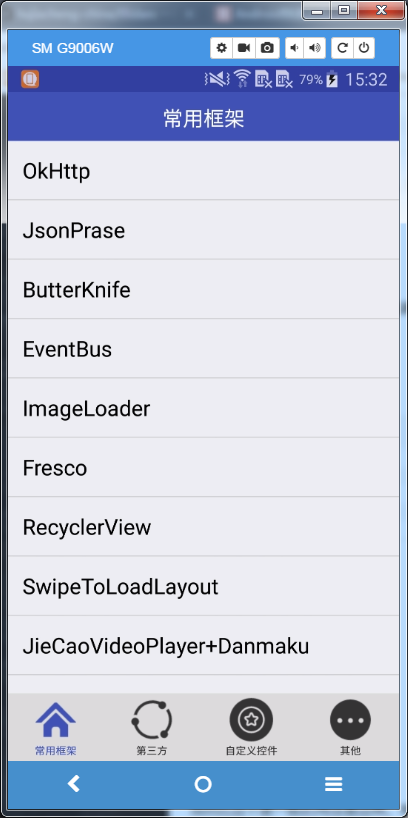 SM G9006W
79% 15:32
常用框架
OkHttp
JsonPrase
ButterKnife
EventBus
ImageLoader
Fresco
RecyclerView
SwipeToLoadLayout
JieCaoVideoPlayer+Danmaku
常用框架 第三方 自定义控件 其他